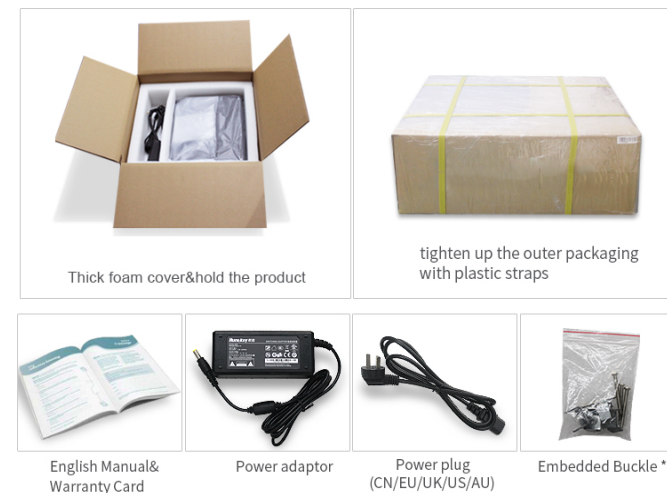 Thick foam cover&hold the product
tighten up the outer packaging
with plastic straps
English Manual&
Warranty Card
Power adaptor
Power plug
(CN/EU/UK/US/AU)
Embedded Buckle *